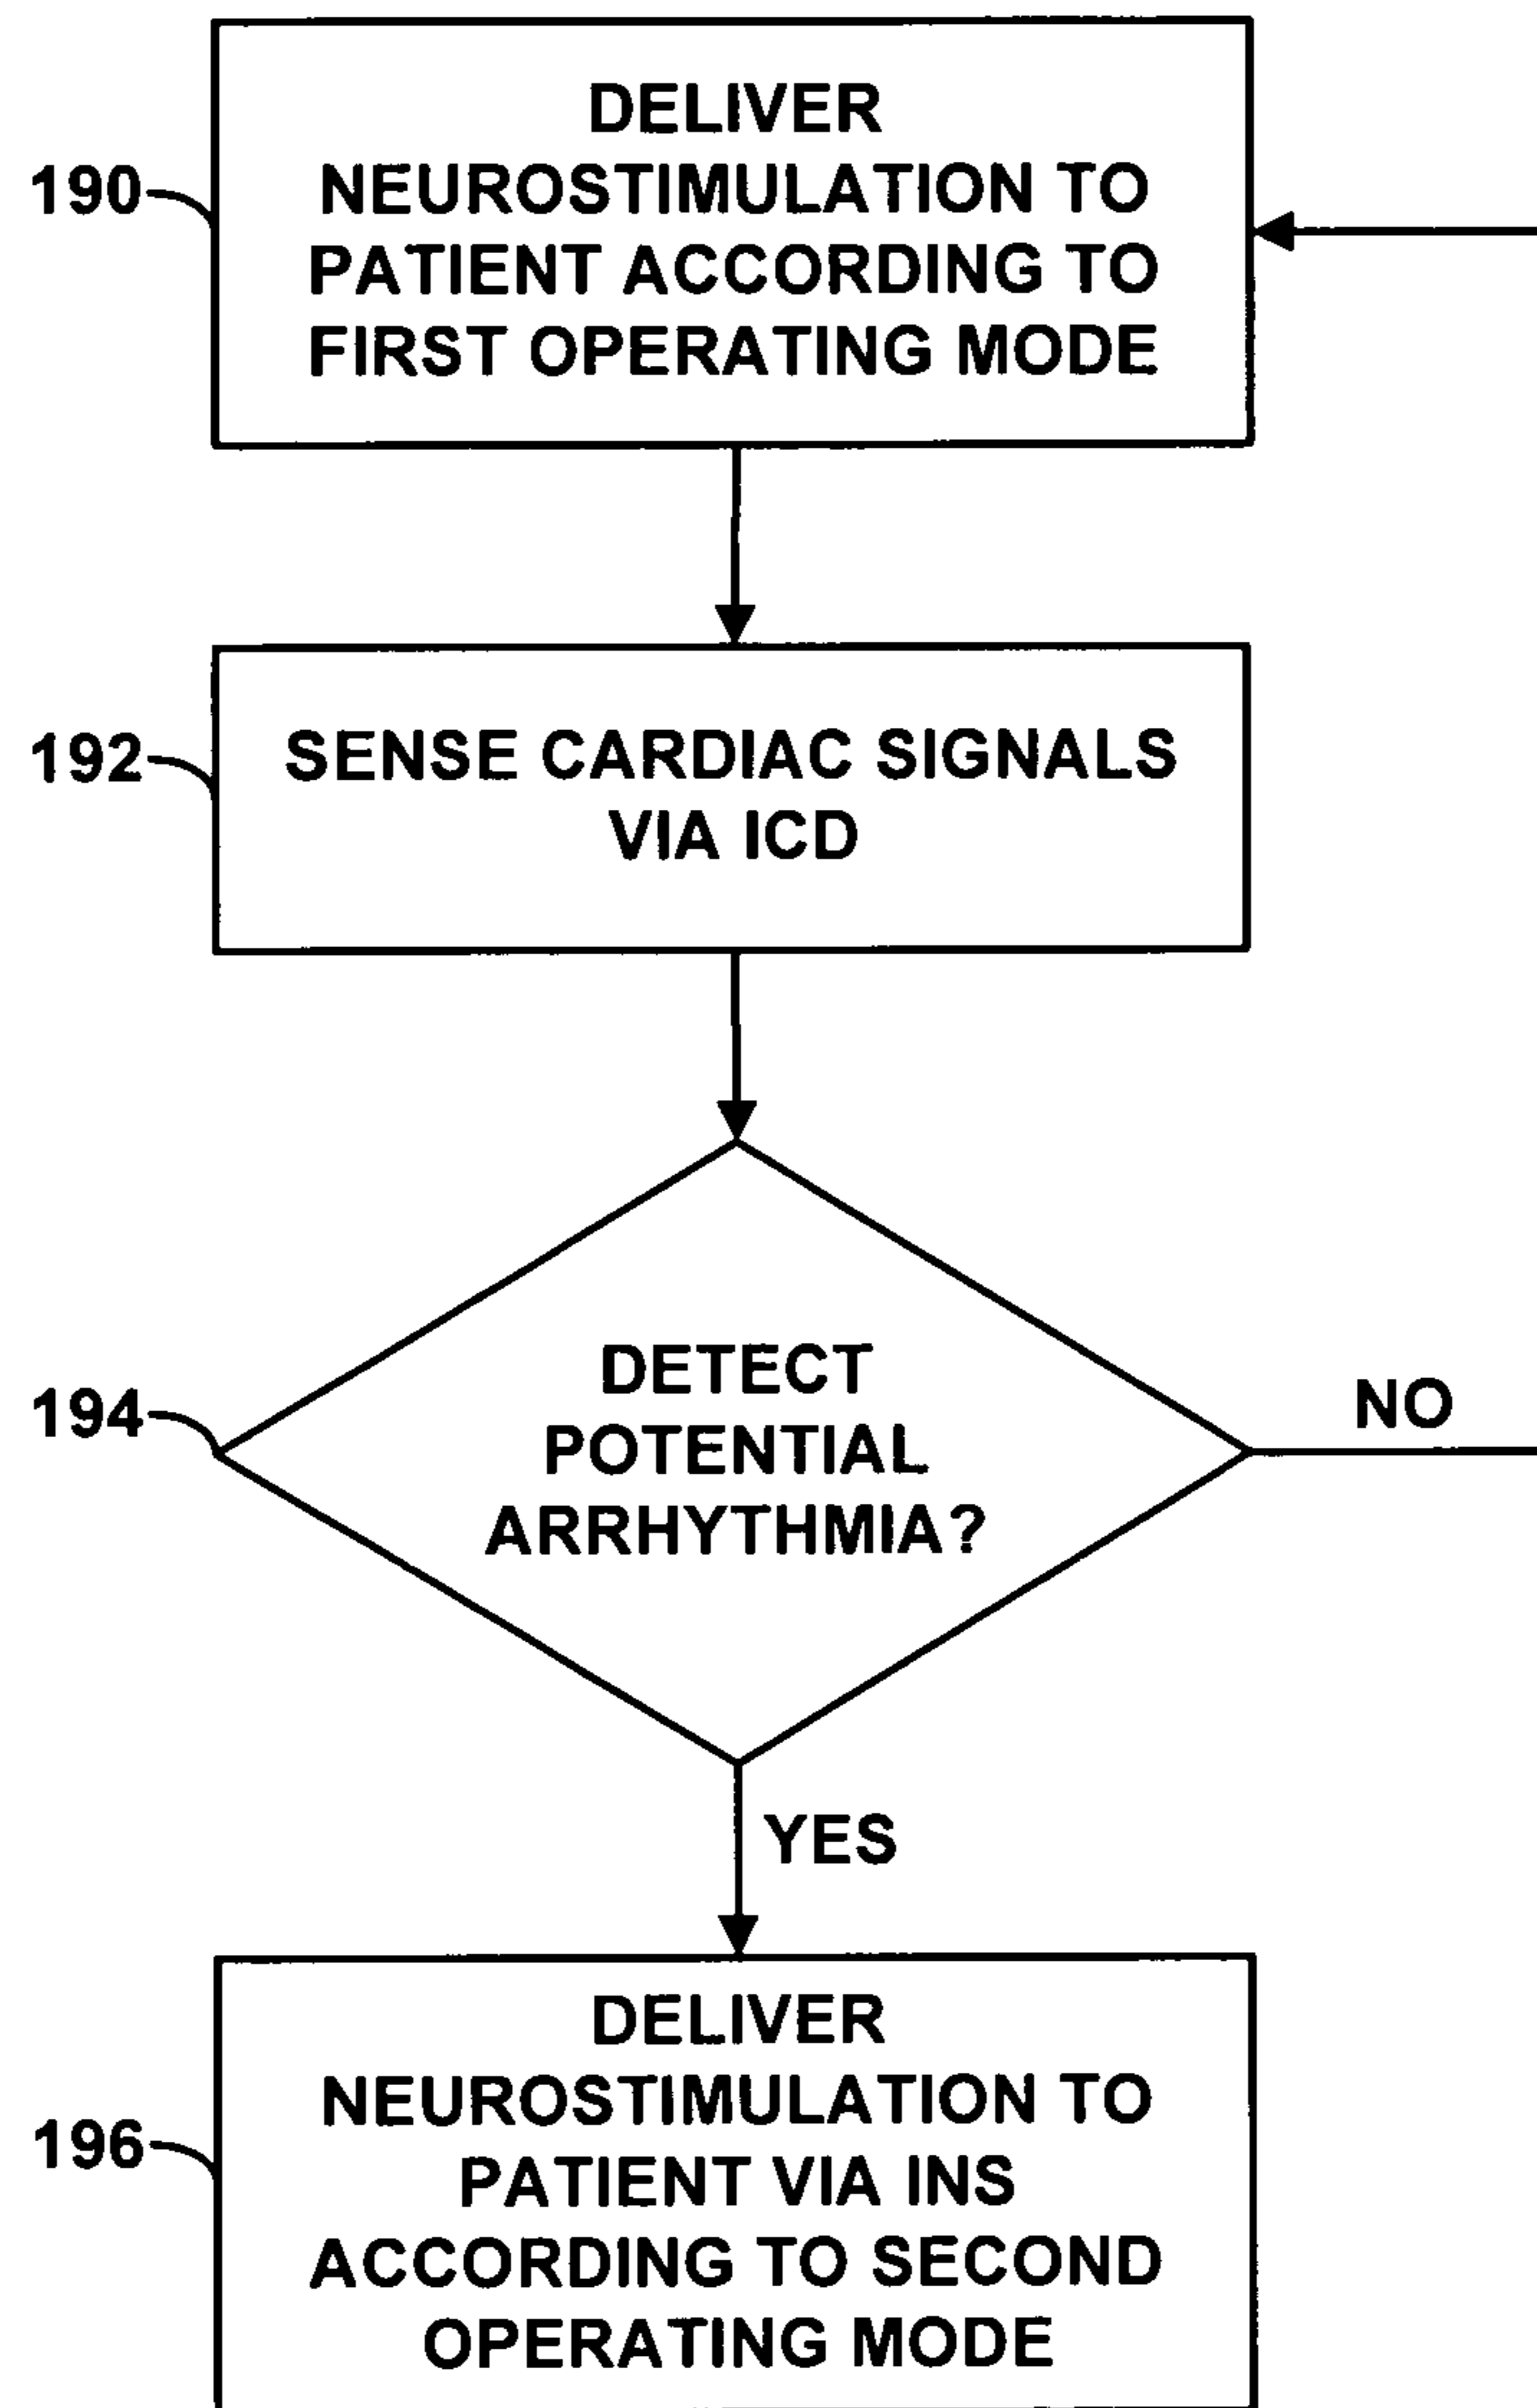 DELIVER
190
NEUROSTIMULATION TO
PATIENT ACCORDING TO
FIRST OPERATING MODE
192
SENSE CARDIAC SIGNALS
VIA ICD
DETECT
194
POTENTIAL
ARRHYTHMIA?
NO
YES
DELIVER
NEUROSTIMULATION TO
196
PATIENT VIA INS
ACCORDING TO SECOND
OPERATING MODE